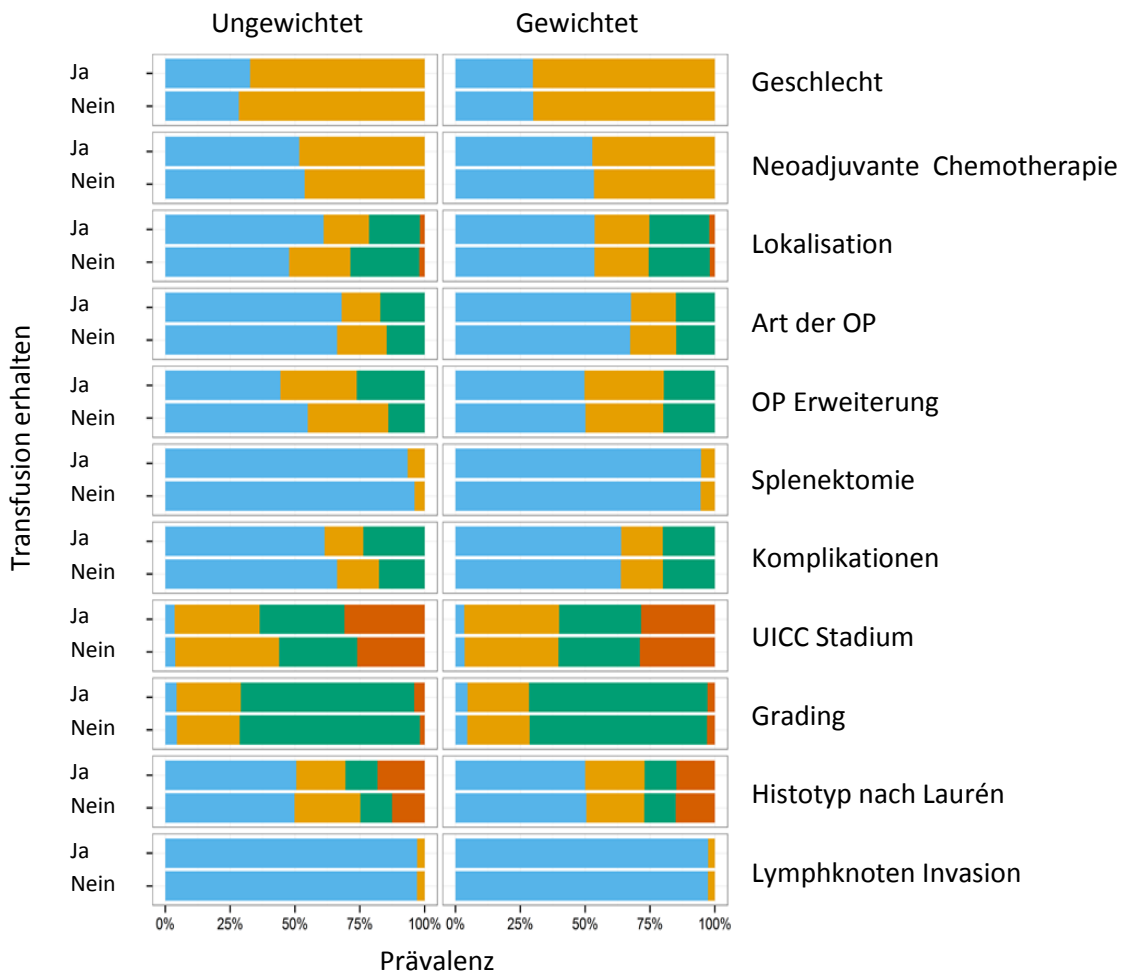 Ungewichtet Gewichtet
Ja
Nein
Geschlecht
Ja
Nein
Neoadjuvante Chemotherapie
Ja
Nein
Lokalisation
Ja
Nein
Art der OP
Ja
Nein
OP Erweiterung
Ja
Nein
Splenektomie
Ja
Nein
Komplikationen
Ja
Nein
UICC Stadium
Ja
Nein
Grading
Ja
Nein
Histotyp nach Laurén
Ja
Nein
Lymphknoten Invasion
Transfusion erhalten
0% 25% 50% 75% 100% 0% 25% 50% 75% 100%
Prävalenz